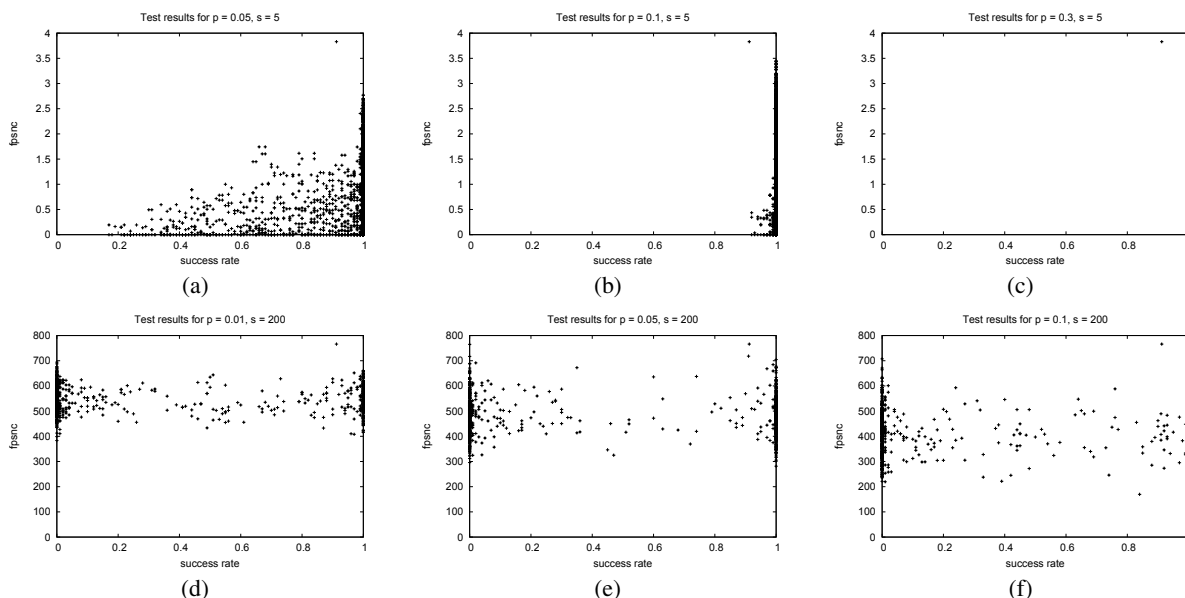 Test results for p = 0.05, s = 5
4
3.5
3
2.5
2
1.5
1
0.5
0
fpsnc
0 0.2 0.4 0.6 0.8 1
success rate
(a)
Test results for p = 0.1, s = 5
4
3.5
3
2.5
2
1.5
1
0.5
0
fpsnc
0 0.2 0.4 0.6 0.8 1
success rate
(b)
Test results for p = 0.3, s = 5
4
3.5
3
2.5
2
1.5
1
0.5
0
fpsnc
0 0.2 0.4 0.6 0.8
success rate
(c)
Test results for p = 0.01, s = 200
800
700
600
500
400
300
200
100
0
fpsnc
0 0.2 0.4 0.6 0.8 1
success rate
(d)
Test results for p = 0.05, s = 200
800
700
600
500
400
300
200
100
0
fpsnc
0 0.2 0.4 0.6 0.8 1
success rate
(e)
Test results for p = 0.1, s = 200
800
700
600
500
400
300
200
100
0
fpsnc
0 0.2 0.4 0.6 0.8
success rate
(f)